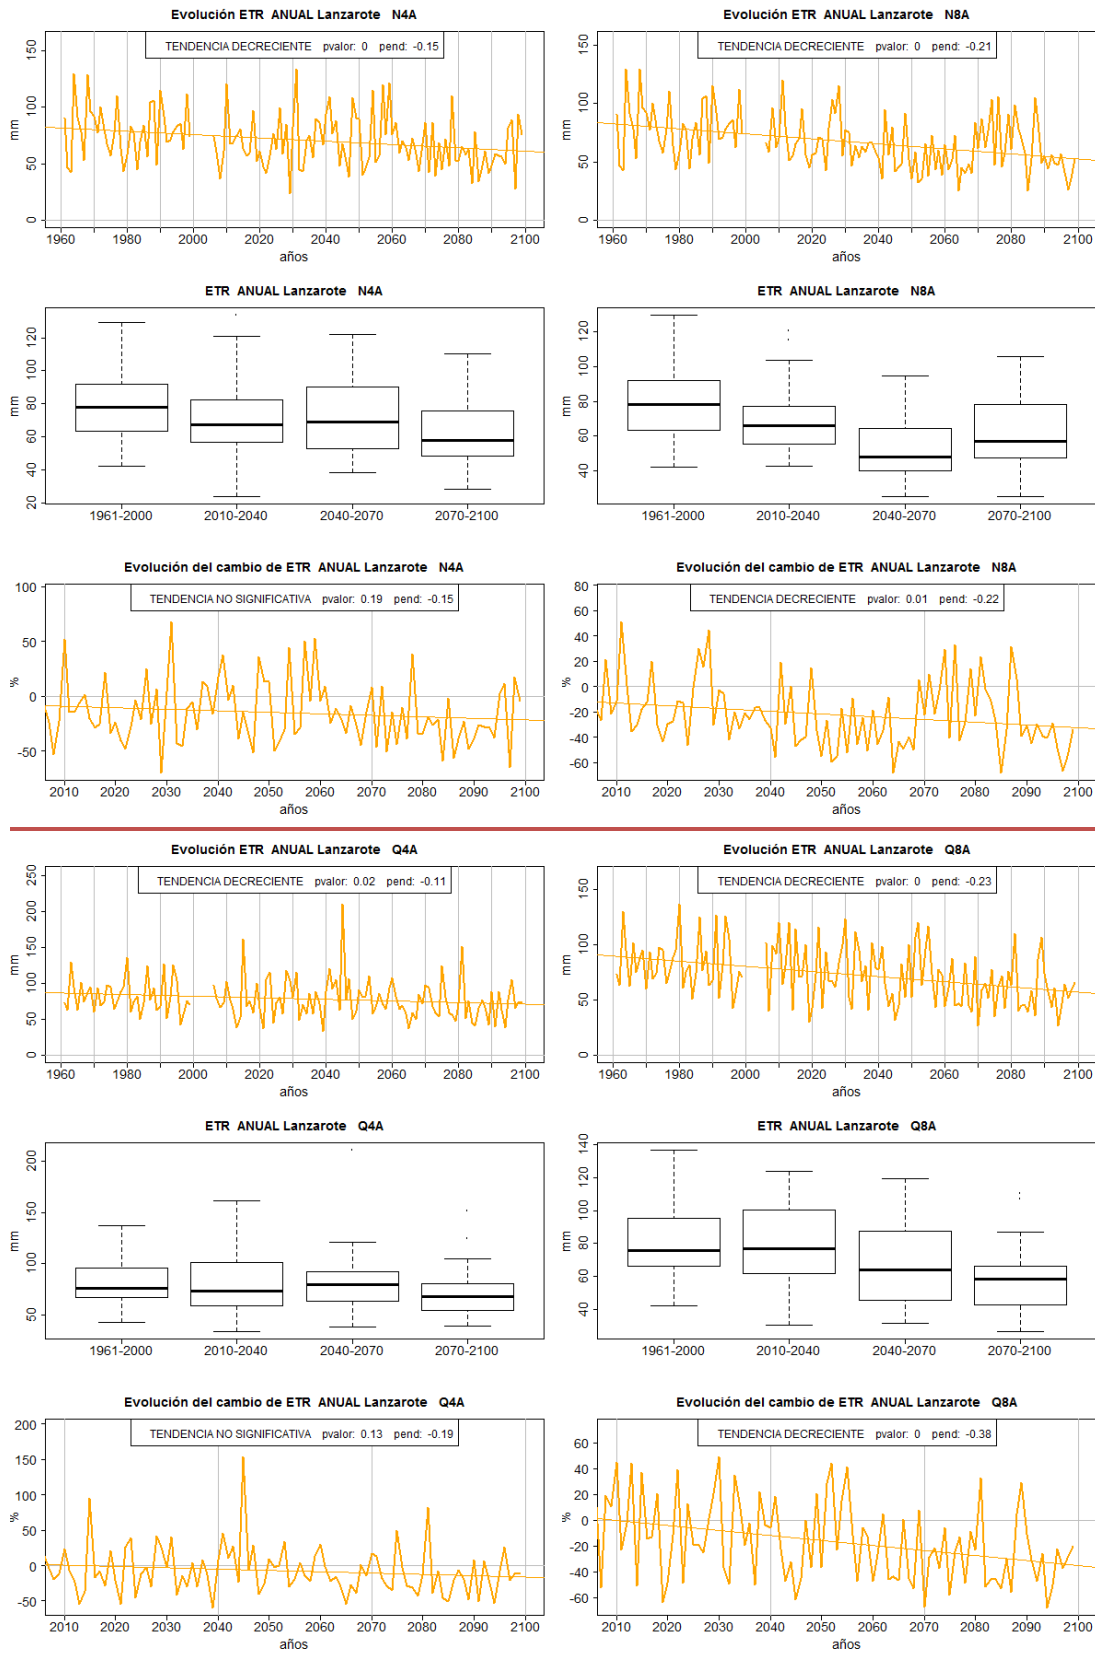 Evolución ETR ANUAL Lanzarote N4A
TENDENCIA DECRECIENTE pvalor: 0 pend: -0.15
mm
0 50 100 150
1960 1980 2000 2020 2040 2060 2080 2100
años
Evolución ETR ANUAL Lanzarote N8A
TENDENCIA DECRECIENTE pvalor: 0 pend: -0.21
mm
0 50 100 150
1960 1980 2000 2020 2040 2060 2080 2100
años
ETR ANUAL Lanzarote N4A
mm
20 40 60 80 100 120
1961-2000 2010-2040 2040-2070 2070-2100
ETR ANUAL Lanzarote N8A
mm
40 60 80 100 120
1961-2000 2010-2040 2040-2070 2070-2100
Evolución del cambio de ETR ANUAL Lanzarote N4A
TENDENCIA NO SIGNIFICATIVA pvalor: 0.19 pend: -0.15
%
100
50
0
-50
2010 2020 2030 2040 2050 2060 2070 2080 2090 2100
años
Evolución del cambio de ETR ANUAL Lanzarote N8A
TENDENCIA DECRECIENTE pvalor: 0.01 pend: -0.22
%
80
60
40
20
0
-20
-40
-60
2010 2020 2030 2040 2050 2060 2070 2080 2090 2100
años
Evolución ETR ANUAL Lanzarote Q4A
TENDENCIA DECRECIENTE pvalor: 0.02 pend: -0.11
mm
0 50 100 150 200 250
1960 1980 2000 2020 2040 2060 2080 2100
años
Evolución ETR ANUAL Lanzarote Q8A
TENDENCIA DECRECIENTE pvalor: 0 pend: -0.23
mm
0 50 100 150
1960 1980 2000 2020 2040 2060 2080 2100
años
ETR ANUAL Lanzarote Q4A
mm
50 100 150 200
1961-2000 2010-2040 2040-2070 2070-2100
ETR ANUAL Lanzarote Q8A
mm
40 60 80 100 120 140
1961-2000 2010-2040 2040-2070 2070-2100
Evolución del cambio de ETR ANUAL Lanzarote Q4A
TENDENCIA NO SIGNIFICATIVA pvalor: 0.13 pend: -0.19
%
200
150
100
50
0
-50
2010 2020 2030 2040 2050 2060 2070 2080 2090 2100
años
Evolución del cambio de ETR ANUAL Lanzarote Q8A
TENDENCIA DECRECIENTE pvalor: 0 pend: -0.38
%
60
40
20
0
-20
-40
-60
2010 2020 2030 2040 2050 2060 2070 2080 2090 2100
años